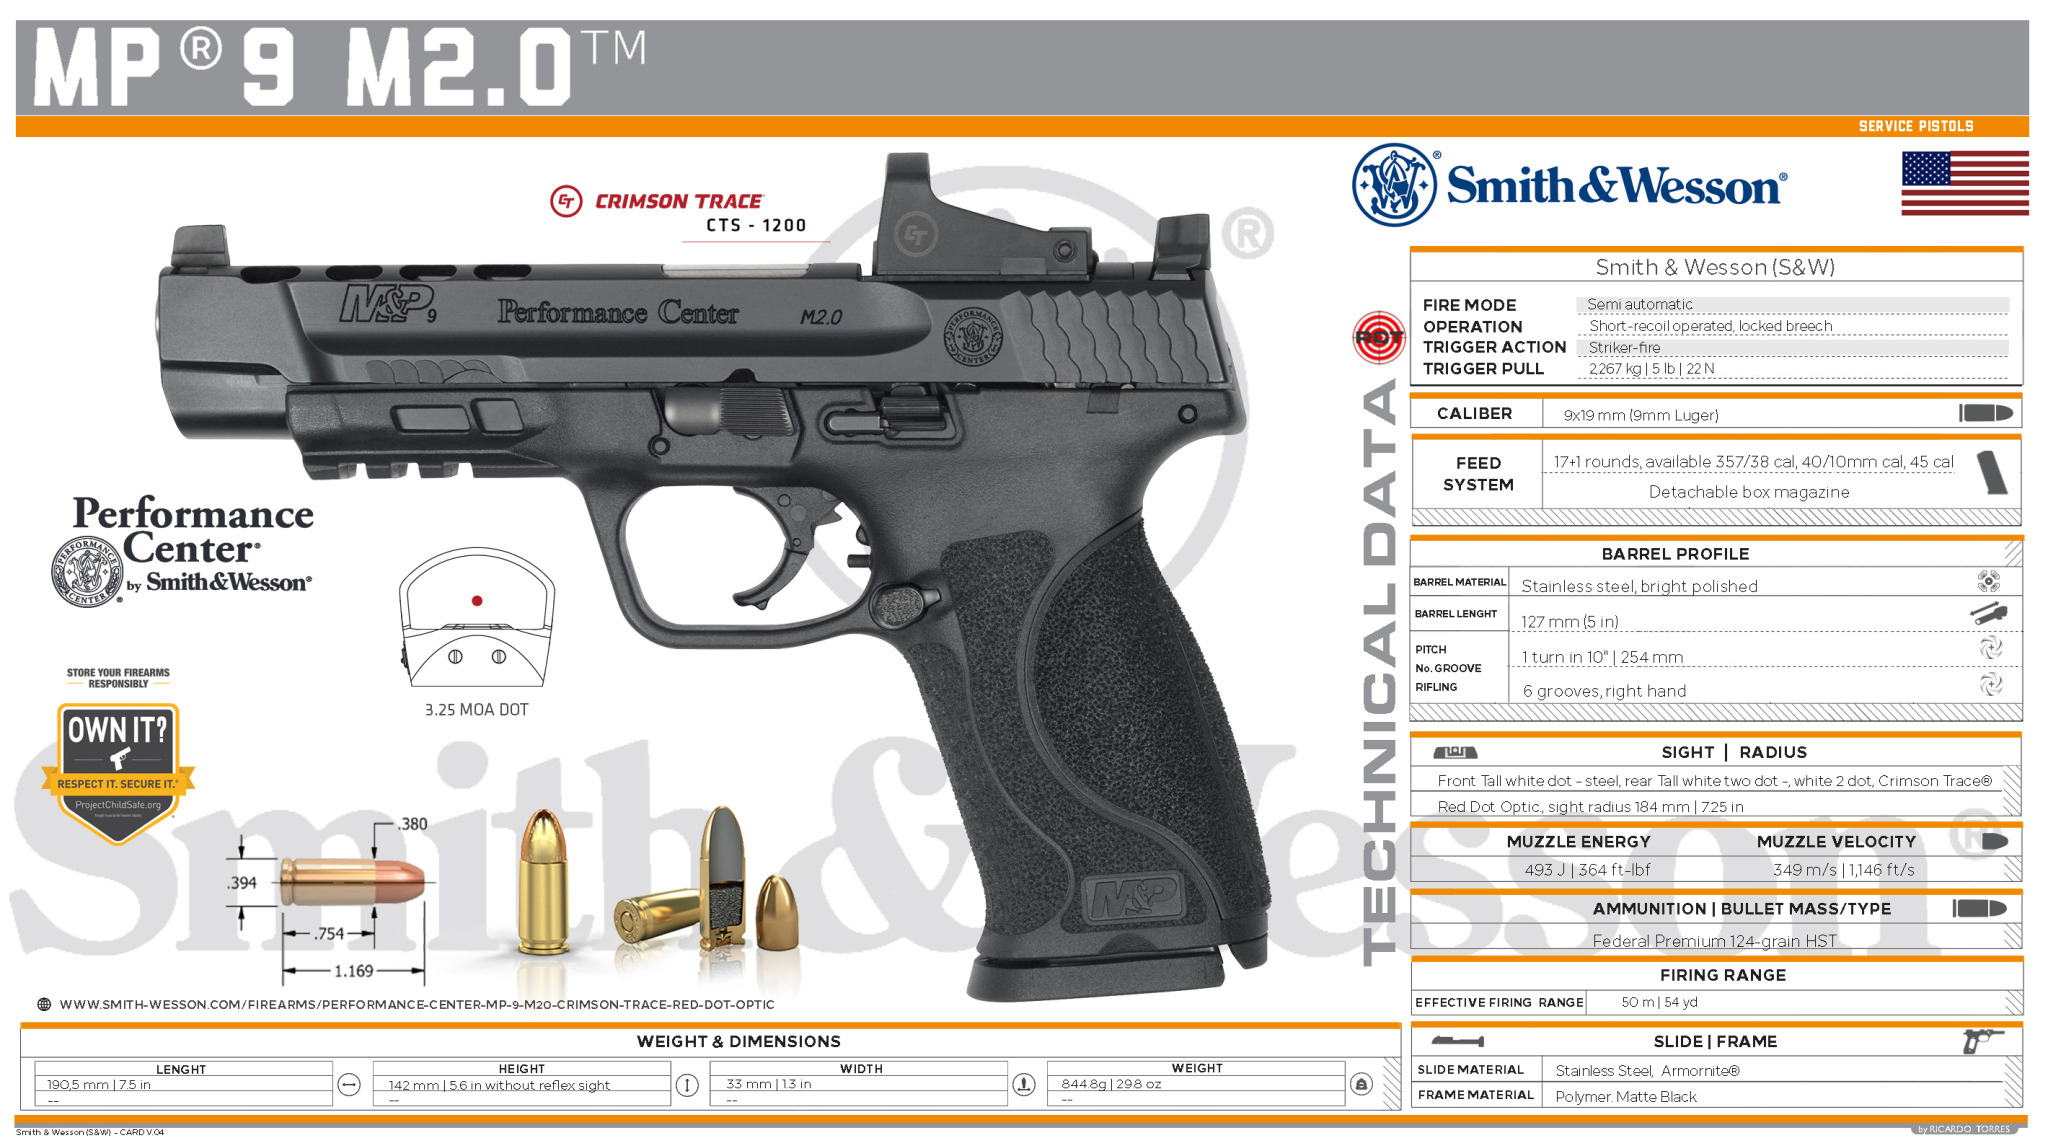 MP® 9 M2.0™
SERVICE PISTOLS
CRIMSON TRACE
CTS - 1200
CT
M&P9
Performance Center
M2.0
PERFORMANCE CENTER
M&P
Performance
Center®
by Smith&Wesson®
PERFORMANCE CENTER
3.25 MOA DOT
STORE YOUR FIREARMS
RESPONSIBLY
OWN IT?
RESPECT IT. SECURE IT.
ProjectChildSafe.org
.380
.394
.754
1.169
WWW.SMITH-WESSON.COM/FIREARMS/PERFORMANCE-CENTER-MP-9-M20-CRIMSON-TRACE-RED-DOT-OPTIC
Smith&Wesson®
Smith & Wesson®
TECHNICAL DATA
RDT
Smith & Wesson (S&W)
FIRE MODE Semi automatic
OPERATION Short-recoil operated, locked breech
TRIGGER ACTION Striker-fire
TRIGGER PULL 2,267 kg | 5 lb | 22 N
CALIBER 9x19 mm (9mm Luger)
FEED
SYSTEM
17+1 rounds, available 357/38 cal, 40/10mm cal, 45 cal
Detachable box magazine
BARREL PROFILE
BARREL MATERIAL Stainless steel, bright polished
BARREL LENGHT 127 mm (5 in)
PITCH
No. GROOVE
RIFLING
1 turn in 10" | 254 mm
6 grooves, right hand
SIGHT | RADIUS
Front Tall white dot - steel, rear Tall white two dot -, white 2 dot, Crimson Trace®
Red Dot Optic, sight radius 184 mm | 7.25 in
MUZZLE ENERGY MUZZLE VELOCITY
493 J | 364 ft-lbf 349 m/s | 1,146 ft/s
AMMUNITION | BULLET MASS/TYPE
Federal Premium 124-grain HST
FIRING RANGE
EFFECTIVE FIRING RANGE 50 m | 54 yd
SLIDE | FRAME
SLIDE MATERIAL Stainless Steel, Armornite®
FRAME MATERIAL Polymer. Matte Black
WEIGHT & DIMENSIONS
LENGHT HEIGHT WIDTH WEIGHT
190,5 mm | 7.5 in 142 mm | 5.6 in without reflex sight 33 mm | 1.3 in 844.8g | 29.8 oz
-- -- -- --
Smith & Wesson (S&W) - CARD V.04
by RICARDO TORRES